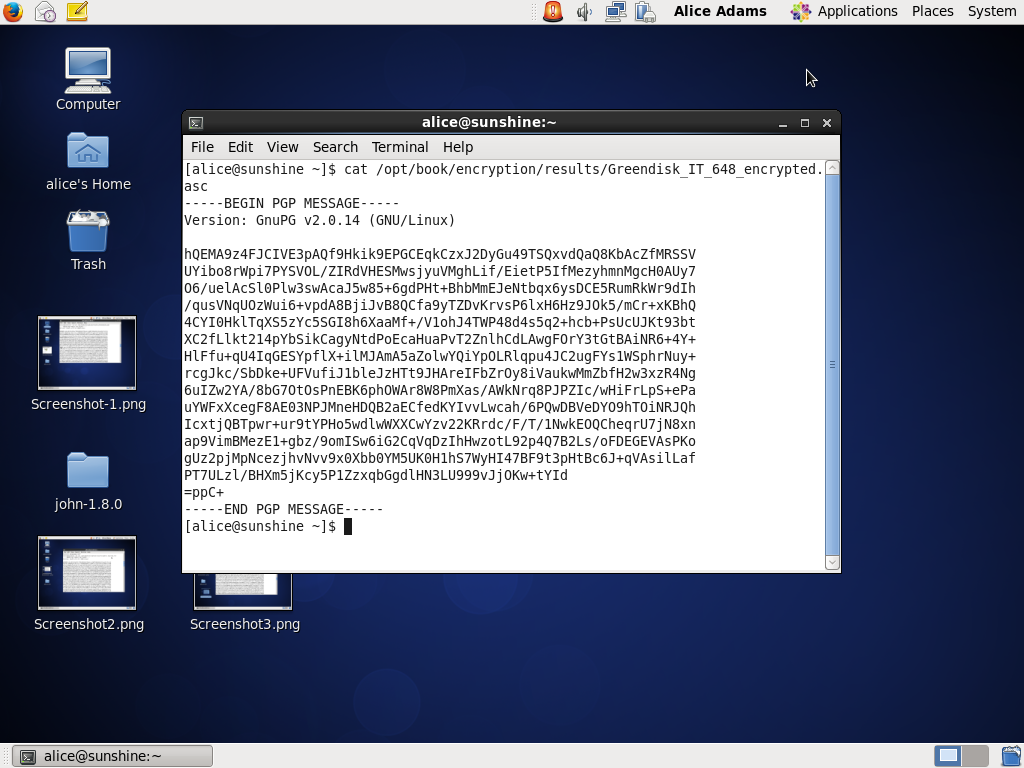 Alice Adams Applications Places System
Computer
alice's Home
Trash
Screenshot-1.png
john-1.8.0
Screenshot2.png
Screenshot3.png
alice@sunshine:~
File Edit View Search Terminal Help
[alice@sunshine ~]$ cat /opt/book/encryption/results/Greendisk_IT_648_encrypted.
asc
-----BEGIN PGP MESSAGE-----
Version: GnuPG v2.0.14 (GNU/Linux)
hQEMA9z4FJCIVE3pAQf9Hkik9EPGCEqkCzxJ2DyGu49TSQxvdQaQ8KbAcZfMRSSV
UYibo8rWpi7PYSVOL/ZIRdVHESMwsjyuVMghLif/EietP5IfMezyhmnMgcH0AUy7
O6/uelAcSl0Plw3swAcaJ5w85+6gdPHt+BhbMmEJeNtbqx6ysDCE5RumRkWr9dIh
/qusVNqUOzWui6+vpdA8BjiJvB8QCfa9yTZDvKrvsP6lxH6Hz9JOk5/mCr+xKBhQ
4CYI0HklTqXS5zYc5SGI8h6XaaMf+/V1ohJ4TWP48d4s5q2+hcb+PsUcUJKt93bt
XC2fLlkt214pYbSikCagyNtdPoEcaHuaPvT2ZnlhCdLAwgFOrY3tGtBAiNR6+4Y+
HlFfu+qU4IqGESYpflX+ilMJAmA5aZolwYQiYpOLRlqpu4JC2ugFYs1WSphrNuy+
rcgJkc/SbDke+UFVufiJ1bleJzHTt9JHAreIFbZrOy8iVaukwMmZbfH2w3xzR4Ng
6uIZw2YA/8bG7OtOsPnEBK6phOWAr8W8PmXas/AWkNrq8PJPZIc/wHiFrLpS+ePa
uYWFxXcegF8AE03NPJMneHDQB2aECfedKYIvvLwcah/6PQwDBVeDYO9hTOiNRJQh
IcxtjQBTpwr+ur9tYPHo5wdlwWXXCwYzv22KRrdc/F/T/1NwkEOQCheqrU7jN8xn
ap9VimBMezE1+gbz/9omISw6iG2CqVqDzIhHwzotL92p4Q7B2Ls/oFDEGEVAsPKo
gUz2pjMpNcezjhvNvv9x0Xbb0YM5UK0H1hS7WyHI47BF9t3pHtBc6J+qVAsilLaf
PT7ULzl/BHXm5jKcy5P1ZzxqbGgdlHN3LU999vJjOKw+tYId
=ppC+
-----END PGP MESSAGE-----
[alice@sunshine ~]$
alice@sunshine:~